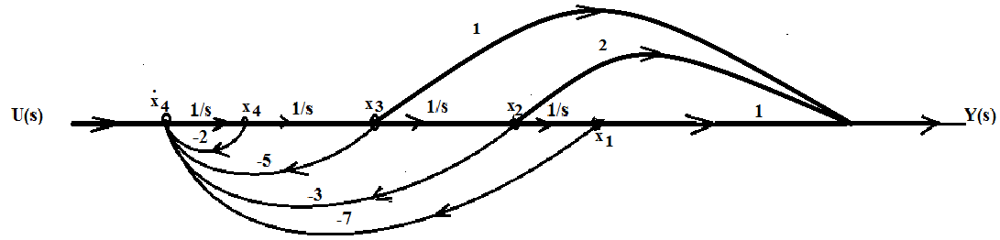 1
2
ẋ4 1/s x4 1/s x3 1/s x2 1/s
U(s) 1 Y(s)
-2 x1
-5
-3
-7